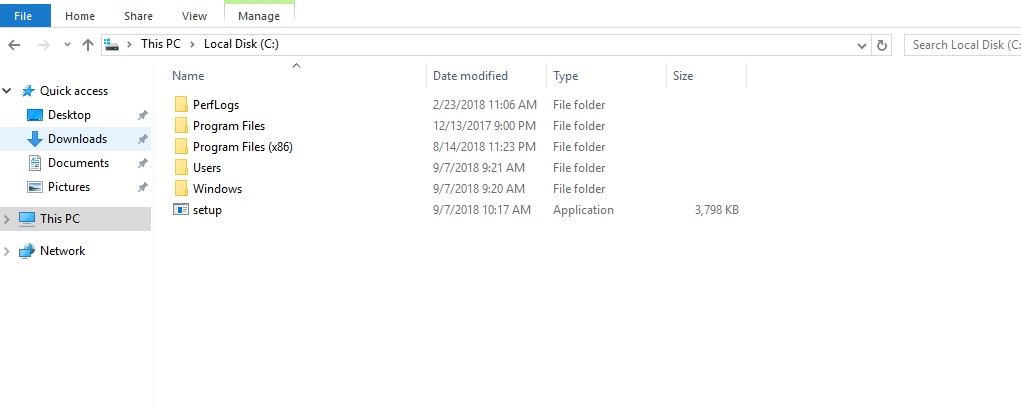 File Home Share View Manage
This PC Local Disk (C:) Search Local Disk (C:
Name Date modified Type Size
Quick access
Desktop
Downloads
Documents
Pictures
This PC
Network
PerfLogs 2/23/2018 11:06 AM File folder
Program Files 12/13/2017 9:00 PM File folder
Program Files (x86) 8/14/2018 11:23 PM File folder
Users 9/7/2018 9:21 AM File folder
Windows 9/7/2018 9:20 AM File folder
setup 9/7/2018 10:17 AM Application 3,798 KB